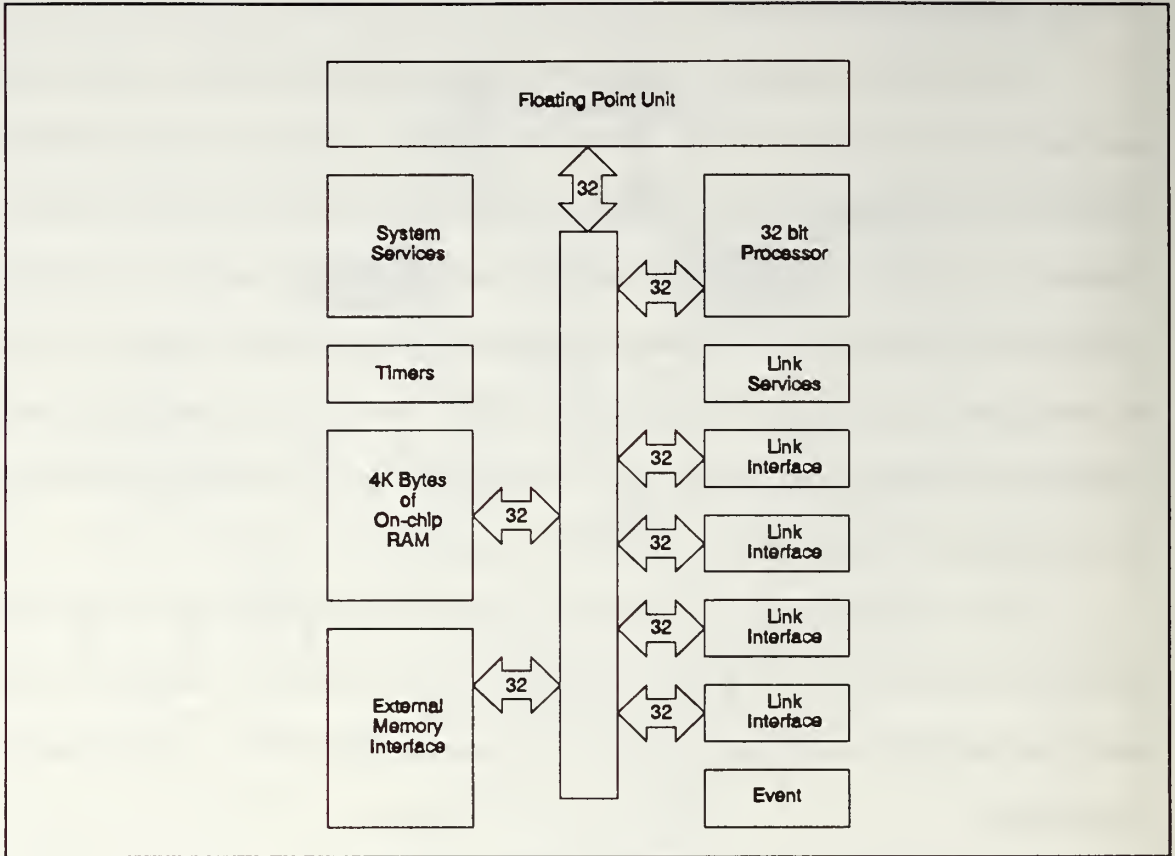 Floating Point Unit
32
System
Services
32 bit
Processor
32
Timers
Link
Services
4K Bytes
of
On-chip
RAM
32
32
Link
Interface
32
Link
Interface
External
Memory
Interface
32
32
Link
Interface
32
Link
Interface
Event